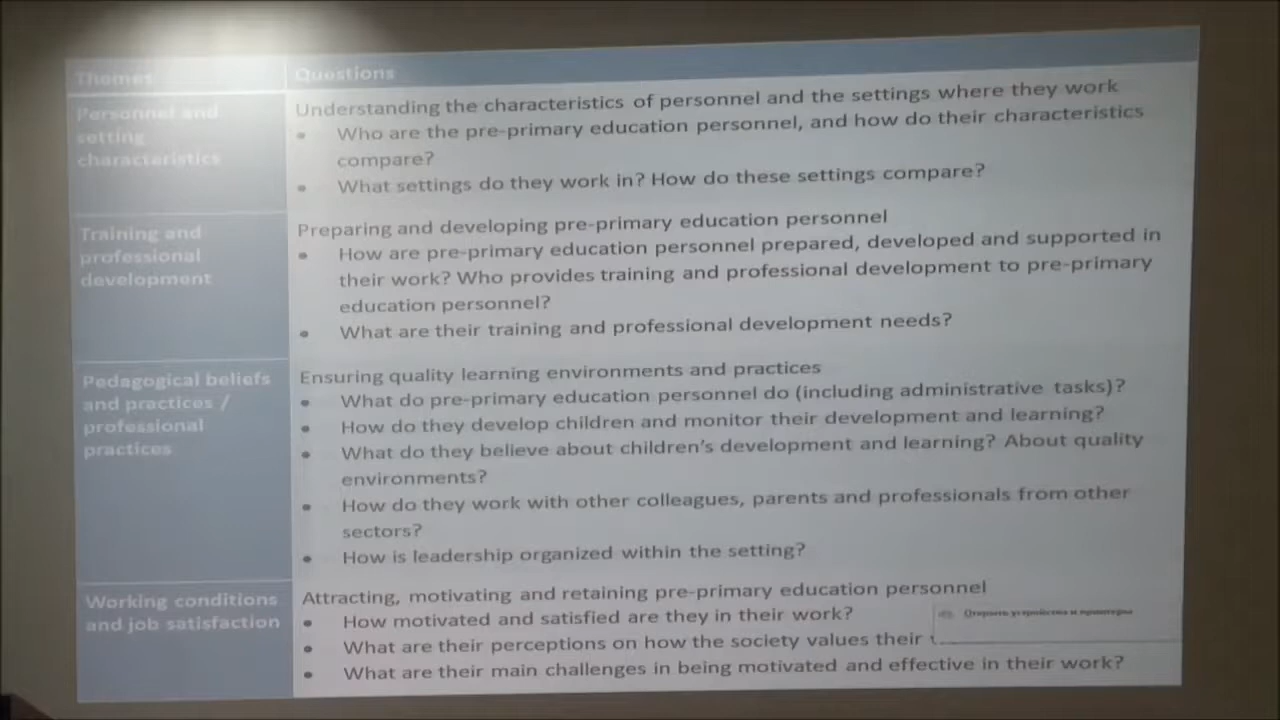 Themes
Questions
Personnel and
setting
characteristics
Understanding the characteristics of personnel and the settings where they work
• Who are the pre-primary education personnel, and how do their characteristics
compare?
• What settings do they work in? How do these settings compare?
Training and
professional
development
Preparing and developing pre-primary education personnel
• How are pre-primary education personnel prepared, developed and supported in
their work? Who provides training and professional development to pre-primary
education personnel?
• What are their training and professional development needs?
Pedagogical beliefs
and practices /
professional
practices
Ensuring quality learning environments and practices
• What do pre-primary education personnel do (including administrative tasks)?
• How do they develop children and monitor their development and learning?
• What do they believe about children's development and learning? About quality
environments?
• How do they work with other colleagues, parents and professionals from other
sectors?
• How is leadership organized within the setting?
Working conditions
and job satisfaction
Attracting, motivating and retaining pre-primary education personnel
• How motivated and satisfied are they in their work?
Открыть устройства и принтеры
• What are their perceptions on how the society values their
• What are their main challenges in being motivated and effective in their work?